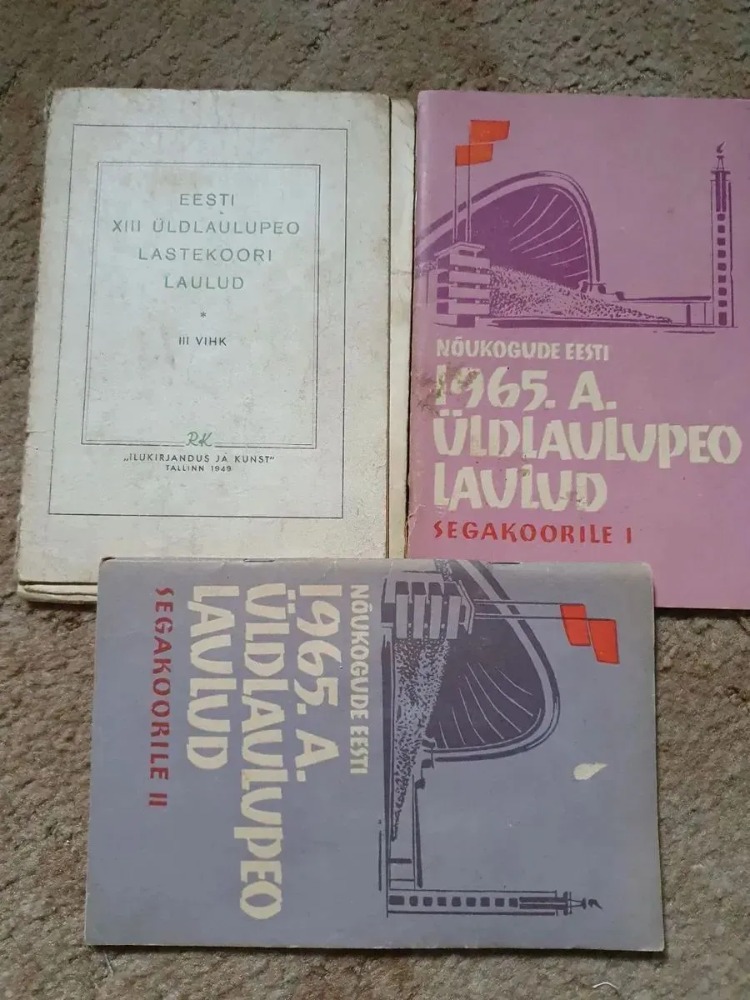 EESTI
XIII ÜLDLAULUPEO
LASTEKOORI
LAULUD
*
III VIHK
RK
„ILUKIRJANDUS JA KUNST"
TALLINN 1949
NÕUKOGUDE EESTI
1965. A.
ÜLDLAULUPEO
LAULUD
SEGAKOORILE I
NÕUKOGUDE EESTI
1965. A.
ÜLDLAULUPEO
LAULUD
SEGAKOORILE II